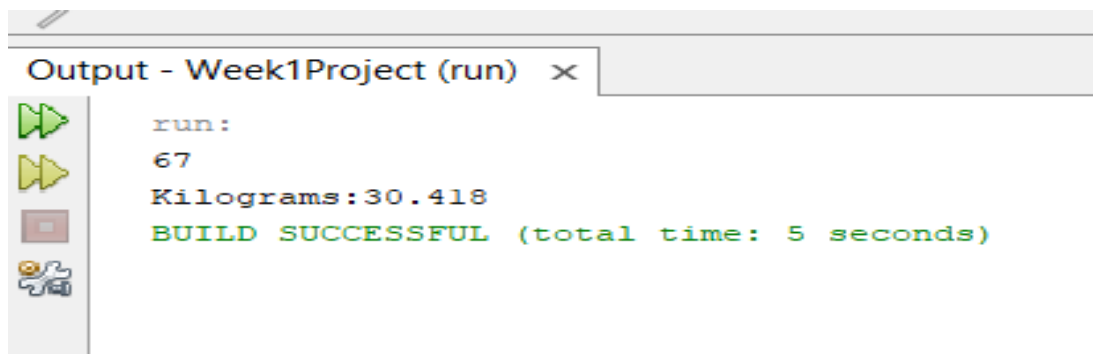 Output - Week1Project (run) ×
run:
67
Kilograms:30.418
BUILD SUCCESSFUL (total time: 5 seconds)